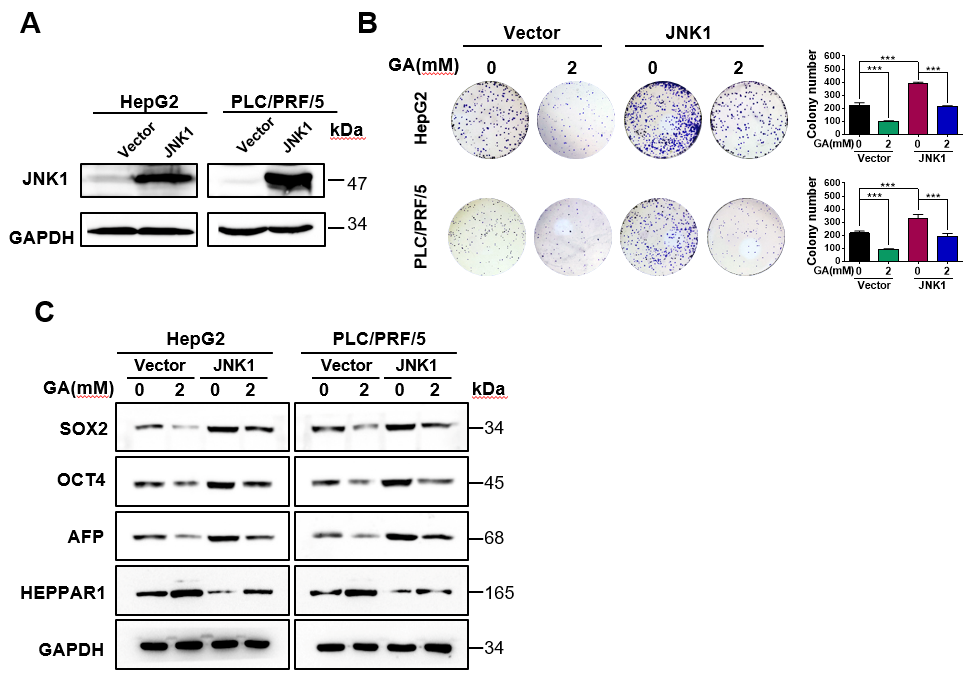 A
HepG2 PLC/PRF/5
Vector JNK1 Vector JNK1 kDa
JNK1 47
GAPDH 34
B
Vector JNK1
GA(mM) 0 2 0 2
HepG2
PLC/PRF/5
Colony number
600
500
400
300
200
100
0
***
*** ***
GA(mM) 0 2 0 2
Vector JNK1
Colony number
600
500
400
300
200
100
0
***
*** ***
GA(mM) 0 2 0 2
Vector JNK1
C
HepG2 PLC/PRF/5
Vector JNK1 Vector JNK1
GA(mM) 0 2 0 2 0 2 0 2 kDa
SOX2 34
OCT4 45
AFP 68
HEPPAR1 165
GAPDH 34